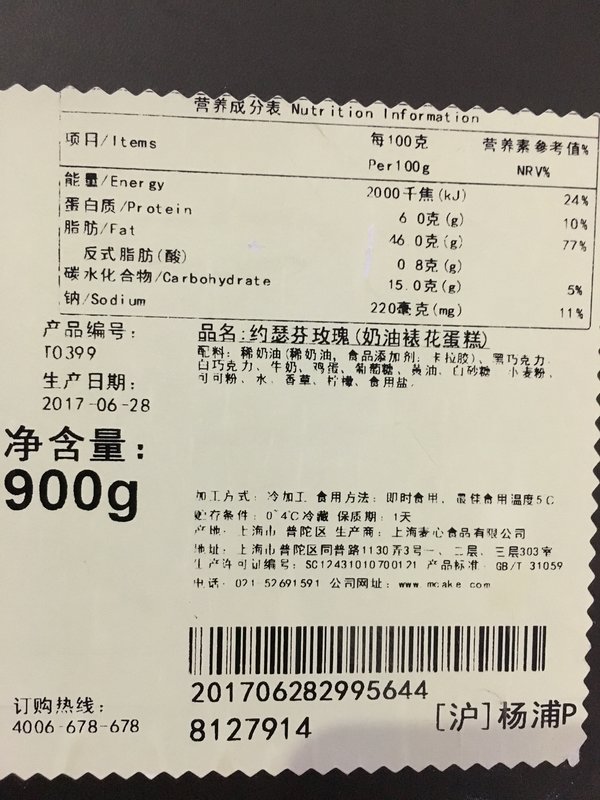 营养成分表 Nutrition Information
项目/Items 每100克 营养素参考值%
Per100g NRV%
能量/Energy 2000千焦(kJ) 24%
蛋白质/Protein 6.0克(g) 10%
脂肪/Fat 46.0克(g) 77%
反式脂肪(酸) 0.8克(g)
碳水化合物/Carbohydrate 15.0克(g) 5%
钠/Sodium 220毫克(mg) 11%
产品编号:
T0399
生产日期:
2017-06-28
净含量:
900g
品名:约瑟芬玫瑰(奶油裱花蛋糕)
配料: 稀奶油(稀奶油, 食品添加剂: 卡拉胶)、黑巧克力、
白巧克力、牛奶、鸡蛋、葡萄糖、黄油、白砂糖、小麦粉、
可可粉、水、香草、柠檬、食用盐.
加工方式: 冷加工 食用方法: 即时食用, 最佳食用温度5C
贮存条件: 0~4℃冷藏 保质期: 1天
产地: 上海市 普陀区 生产商: 上海麦心食品有限公司
地址: 上海市 普陀区同普路1130弄3号一、二层、三层303室
生产许可证编号: SC12431010700121 产品标准: GB/T 31059
电话: 021-52691591 公司网址: www.mcake.com
201706282995644
8127914
[沪]杨浦P
订购热线:
4006-678-678